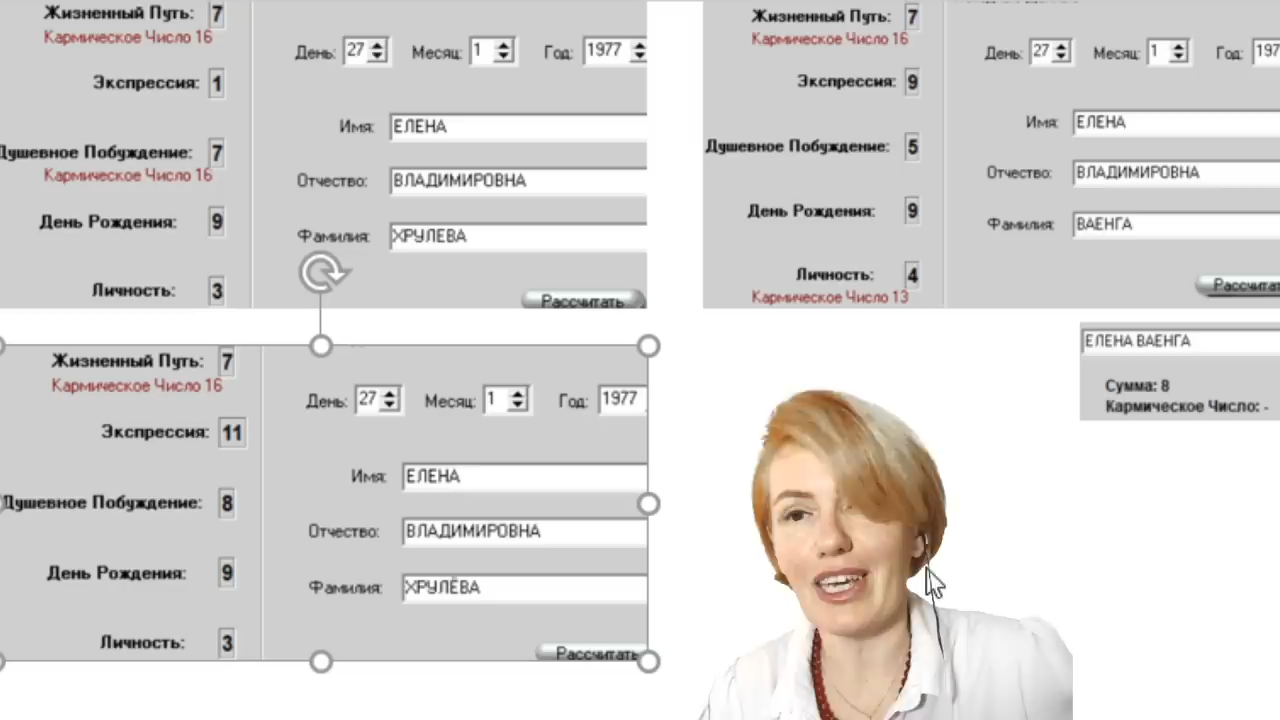 Жизненный Путь: 7
Кармическое Число 16
Экспрессия: 1
Душевное Побуждение: 7
Кармическое Число 16
День Рождения: 9
Личность: 3
День: 27 Месяц: 1 Год: 1977
Имя: ЕЛЕНА
Отчество: ВЛАДИМИРОВНА
Фамилия: ХРУЛЕВА
Рассчитать
Жизненный Путь: 7
Кармическое Число 16
Экспрессия: 9
Душевное Побуждение: 5
День Рождения: 9
Личность: 4
Кармическое Число 13
День: 27 Месяц: 1 Год: 197
Имя: ЕЛЕНА
Отчество: ВЛАДИМИРОВНА
Фамилия: ВАЕНГА
Рассчитат
Жизненный Путь: 7
Кармическое Число 16
Экспрессия: 11
Душевное Побуждение: 8
День Рождения: 9
Личность: 3
День: 27 Месяц: 1 Год: 1977
Имя: ЕЛЕНА
Отчество: ВЛАДИМИРОВНА
Фамилия: ХРУЛЁВА
Рассчитать
ЕЛЕНА ВАЕНГА
Сумма: 8
Кармическое Число: -